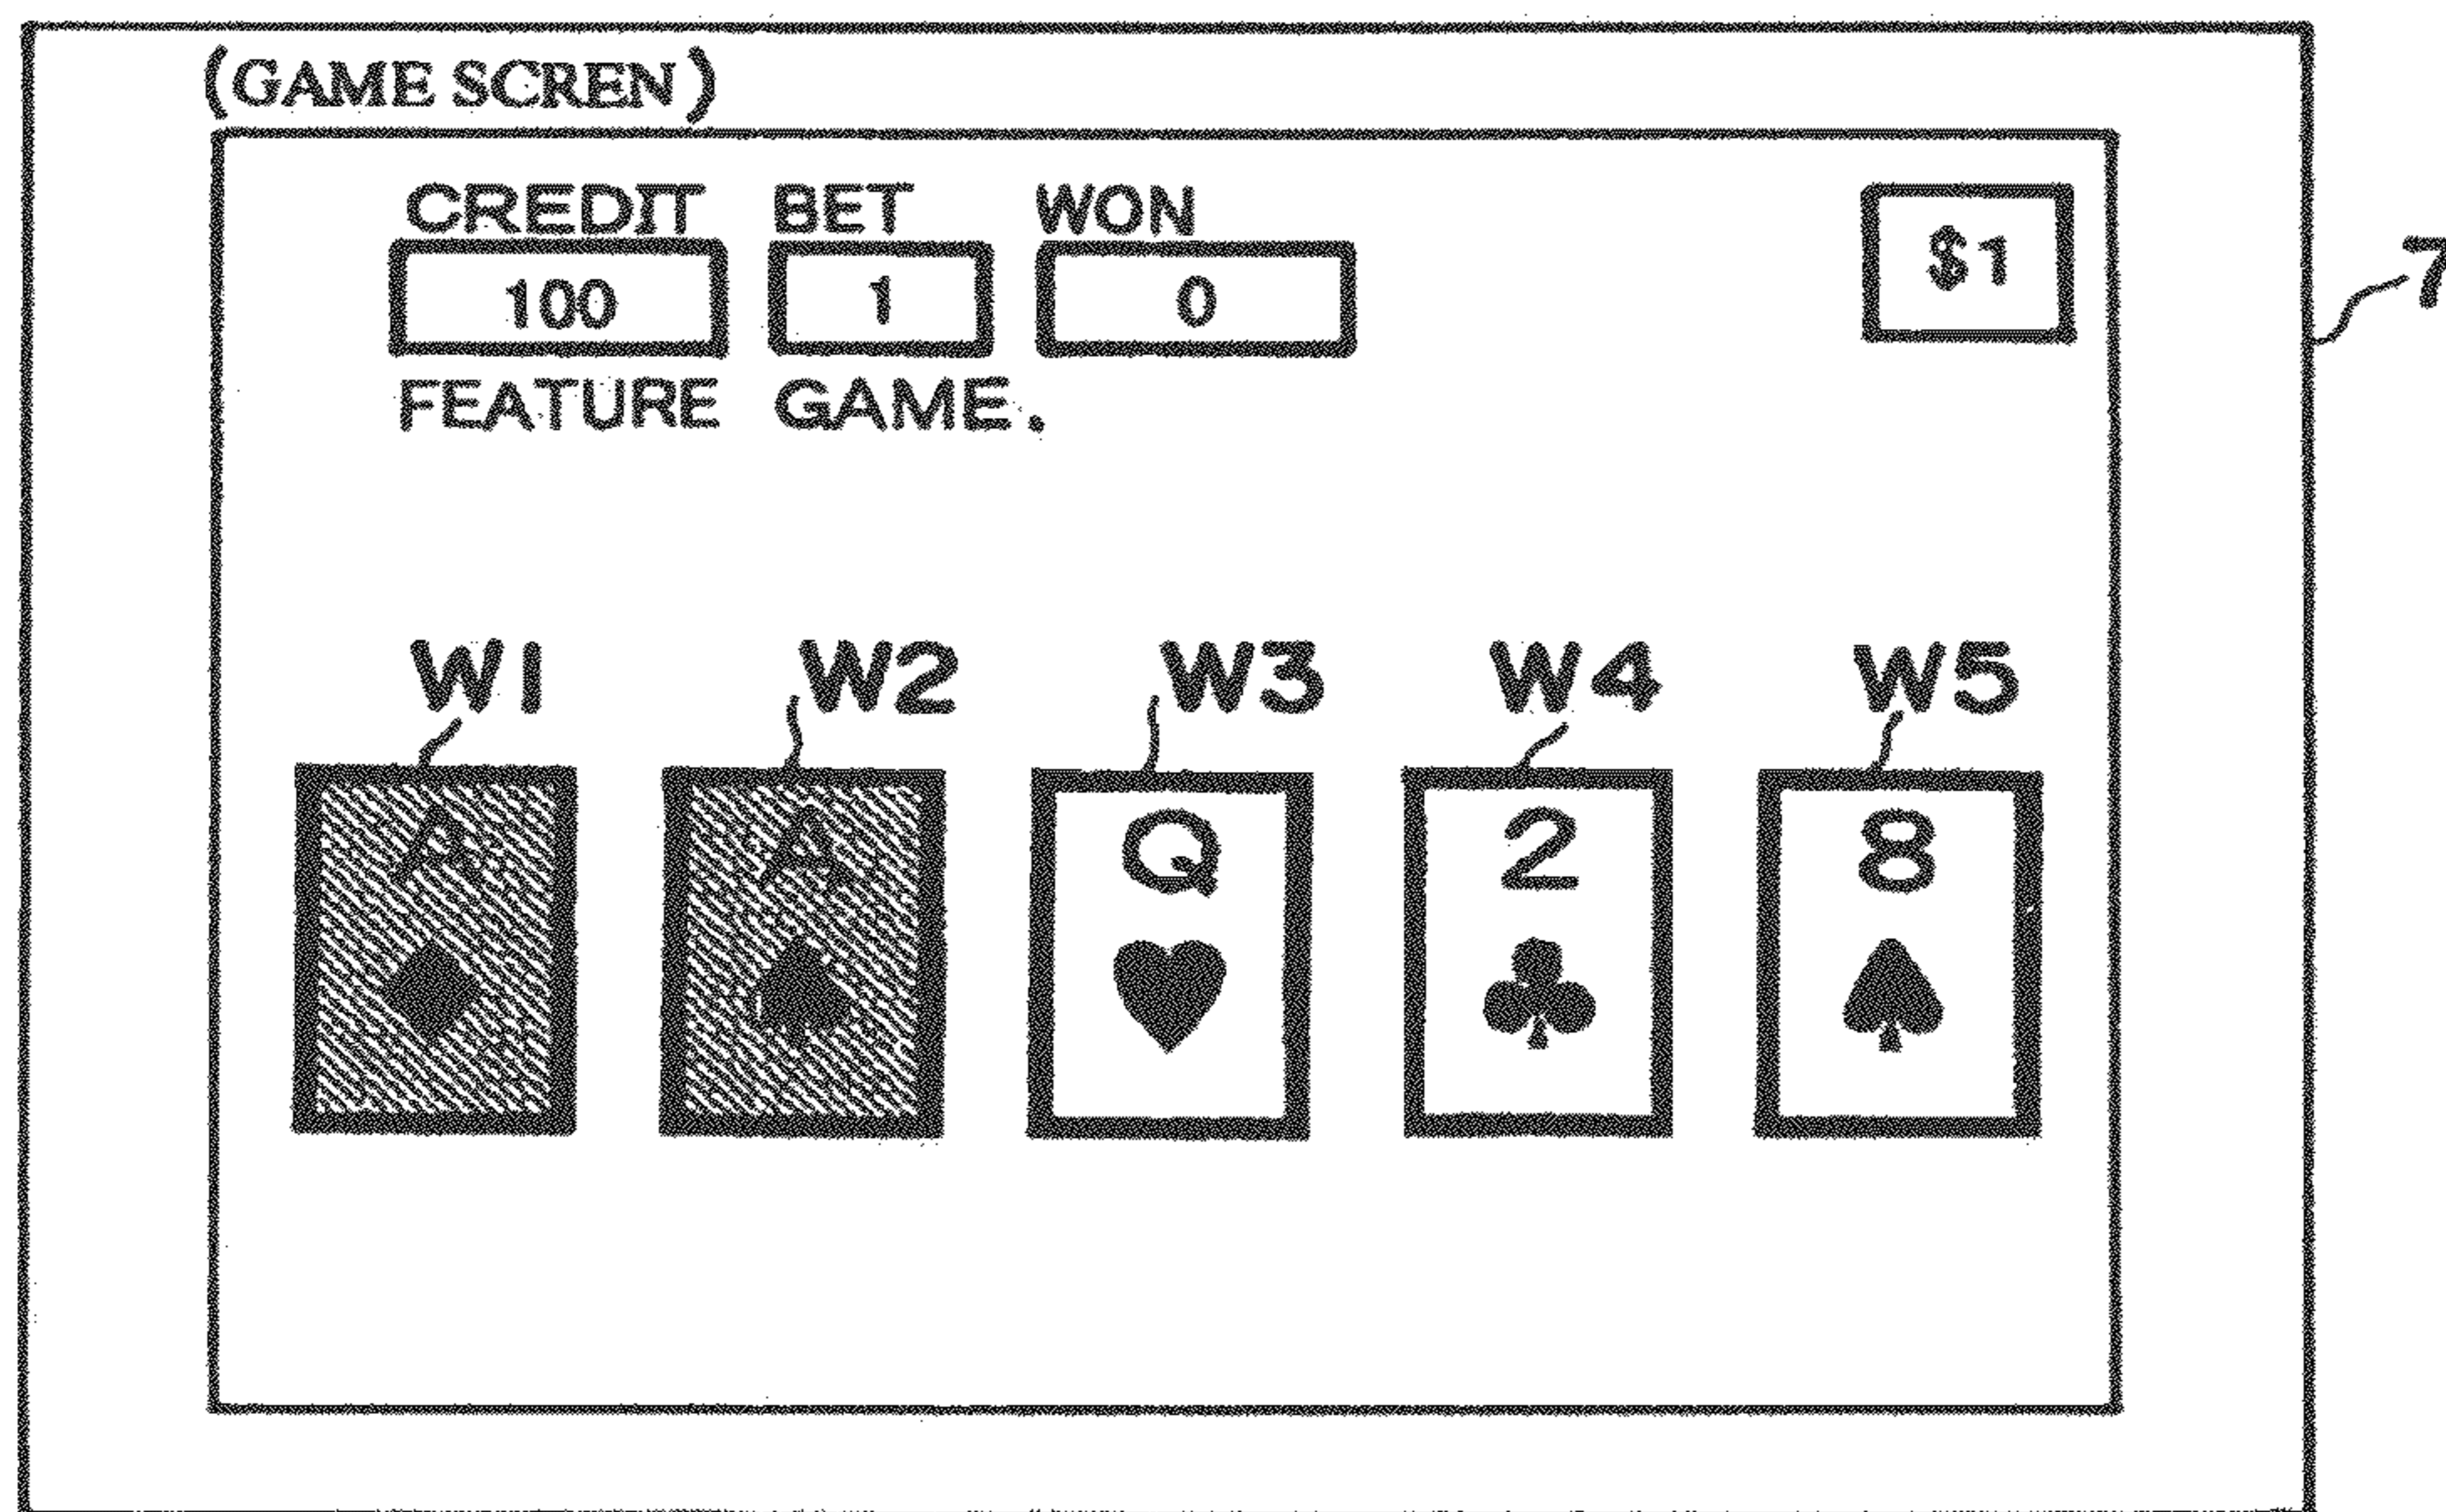 (GAME SCREN)
CREDIT BET WON
100 1 0 $1
7
FEATURE GAME.
W1 W2 W3 W4 W5
A A Q 2 8